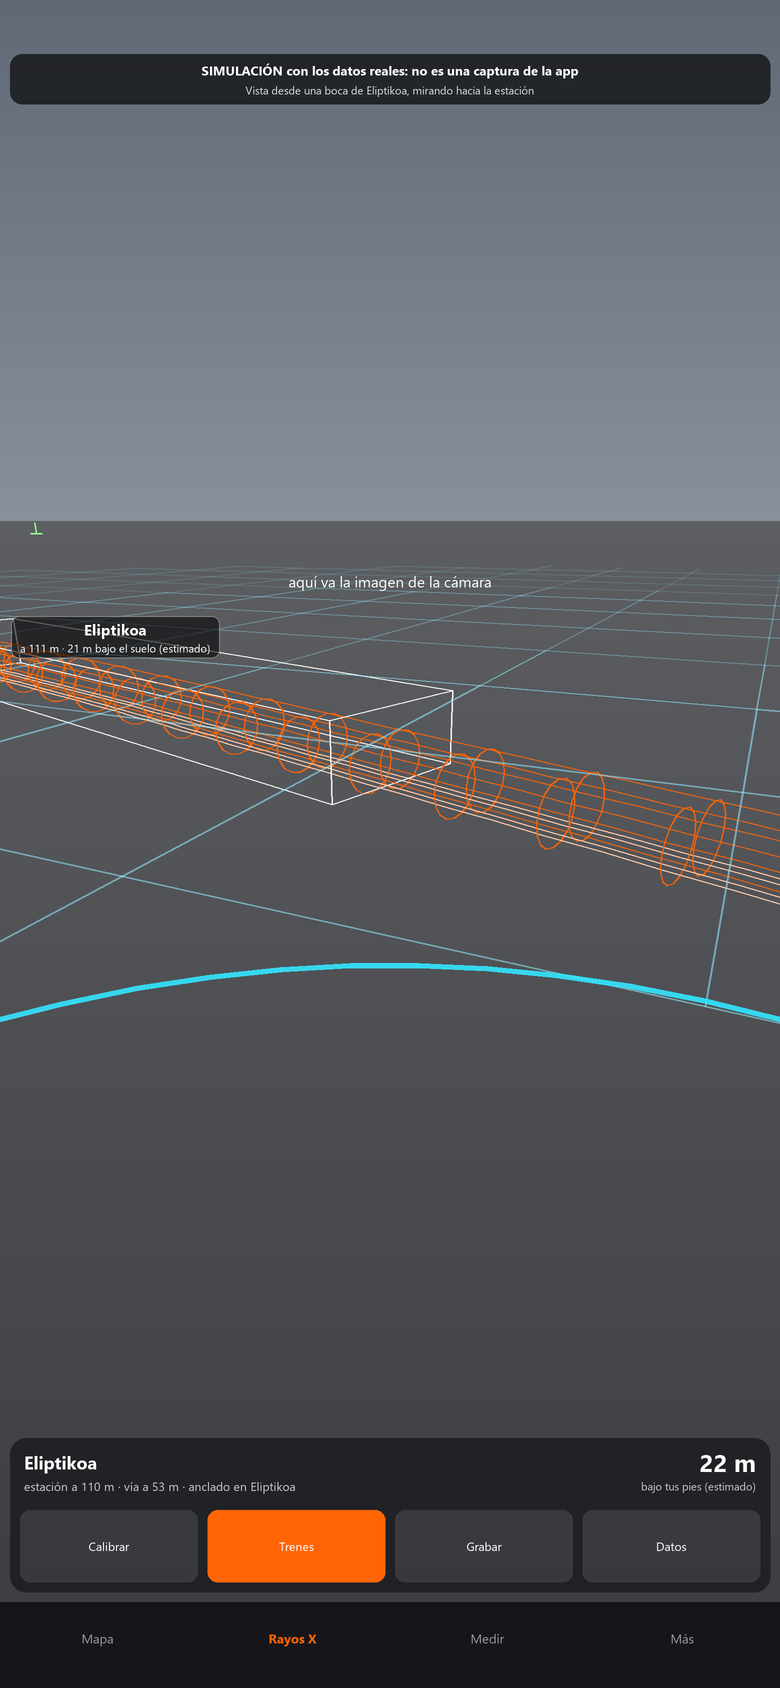 SIMULACIÓN con los datos reales: no es una captura de la app
Vista desde una boca de Eliptikoa, mirando hacia la estación
aquí va la imagen de la cámara
Eliptikoa
a 111 m · 21 m bajo el suelo (estimado)
Eliptikoa
22 m
estación a 110 m · vía a 53 m · anclado en Eliptikoa
bajo tus pies (estimado)
Calibrar
Trenes
Grabar
Datos
Mapa
Rayos X
Medir
Más